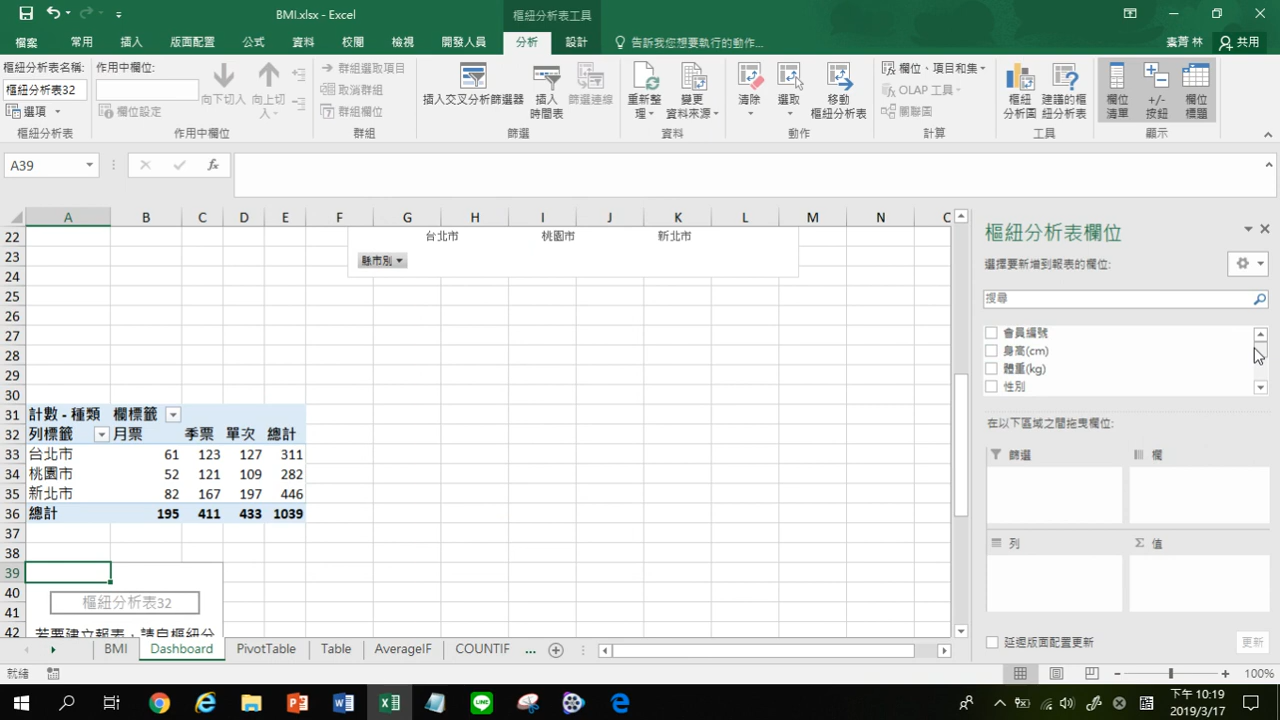 BMI.xlsx - Excel
樞紐分析表工具
檔案 常用 插入 版面配置 公式 資料 校閱 檢視 開發人員 分析 設計 告訴我您想要執行的動作... 共用
樞紐分析表名稱: 作用中欄位:
樞紐分析表32
選項 欄位設定
向下切入 向上切入
群組選取項目
取消群組
群組欄位
插入交叉分析篩選器 插入時間表 篩選連線
重新整理 變更資料來源
清除 選取 移動樞紐分析表
欄位、項目和集
OLAP 工具
關聯圖
樞紐分析圖 建議的樞紐分析表
欄位清單 +/-按鈕 欄位標題
樞紐分析表 作用中欄位 群組 篩選 資料 動作 計算 工具 顯示
A39
A B C D E F G H I J K L M N
22 台北市 桃園市 新北市
23 縣市別
24
25
26
27
28
29
30
31 計數 - 種類 欄標籤
32 列標籤 月票 季票 單次 總計
33 台北市 61 123 127 311
34 桃園市 52 121 109 282
35 新北市 82 167 197 446
36 總計 195 411 433 1039
37
38
39
40 樞紐分析表32
41
42 若要建立報表，請自樞紐分
樞紐分析表欄位
選擇要新增到報表的欄位:
搜尋
會員編號
身高(cm)
體重(kg)
性別
在以下區域之間拖曳欄位:
篩選 欄
列 Σ 值
延遲版面配置更新 更新
BMI Dashboard PivotTable Table AverageIF COUNTIF ...
就緒 100%
下午 10:19
2019/3/17